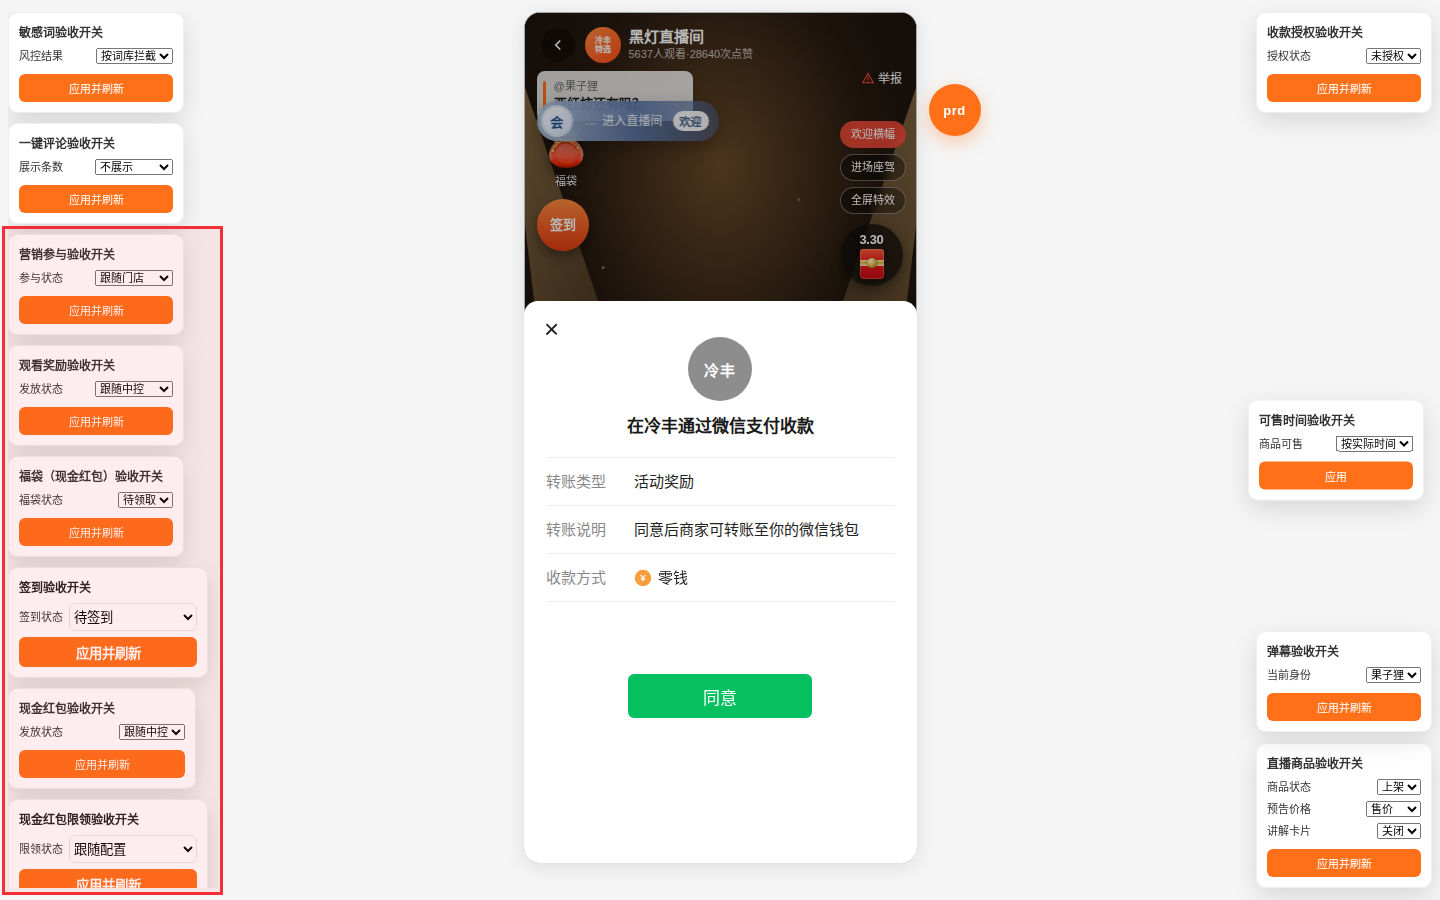 敏感词验收开关
风控结果
按词库拦截
应用并刷新
一键评论验收开关
展示条数
不展示
应用并刷新
营销参与验收开关
参与状态
跟随门店
应用并刷新
观看奖励验收开关
发放状态
跟随中控
应用并刷新
福袋（现金红包）验收开关
福袋状态
待领取
应用并刷新
签到验收开关
签到状态
待签到
应用并刷新
现金红包验收开关
发放状态
跟随中控
应用并刷新
现金红包限领验收开关
限领状态
跟随配置
应用并刷新
冷丰
特选
黑灯直播间
5637人观看·28640次点赞
举报
@果子狸
会
进入直播间
欢迎
福袋
签到
欢迎横幅
进场座驾
全屏特效
3.30
prd
冷丰
在冷丰通过微信支付收款
转账类型
活动奖励
转账说明
同意后商家可转账至你的微信钱包
收款方式
¥
零钱
同意
收款授权验收开关
授权状态
未授权
应用并刷新
可售时间验收开关
商品可售
按实际时间
应用
弹幕验收开关
当前身份
果子狸
应用并刷新
直播商品验收开关
商品状态
上架
预告价格
售价
讲解卡片
关闭
应用并刷新